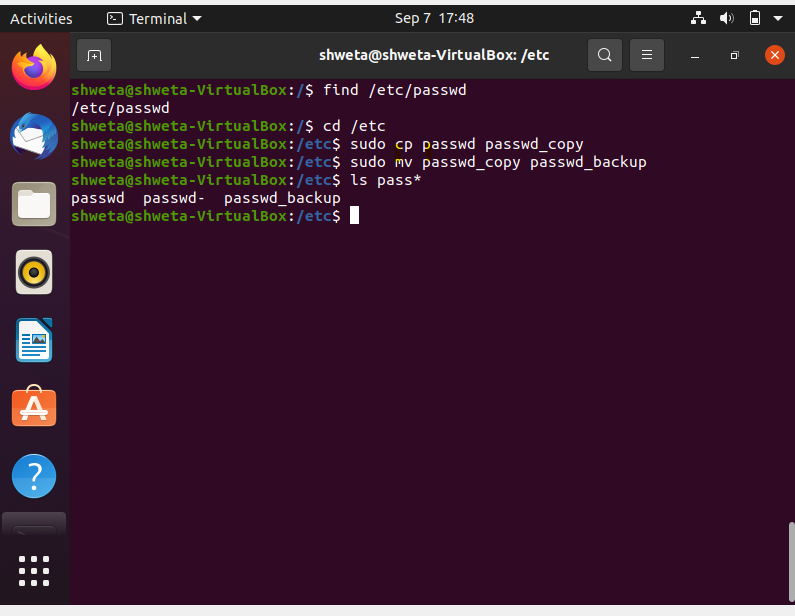 Activities Terminal Sep 7 17:48
shweta@shweta-VirtualBox: /etc
shweta@shweta-VirtualBox:/$ find /etc/passwd
/etc/passwd
shweta@shweta-VirtualBox:/$ cd /etc
shweta@shweta-VirtualBox:/etc$ sudo cp passwd passwd_copy
shweta@shweta-VirtualBox:/etc$ sudo mv passwd_copy passwd_backup
shweta@shweta-VirtualBox:/etc$ ls pass*
passwd  passwd-  passwd_backup
shweta@shweta-VirtualBox:/etc$